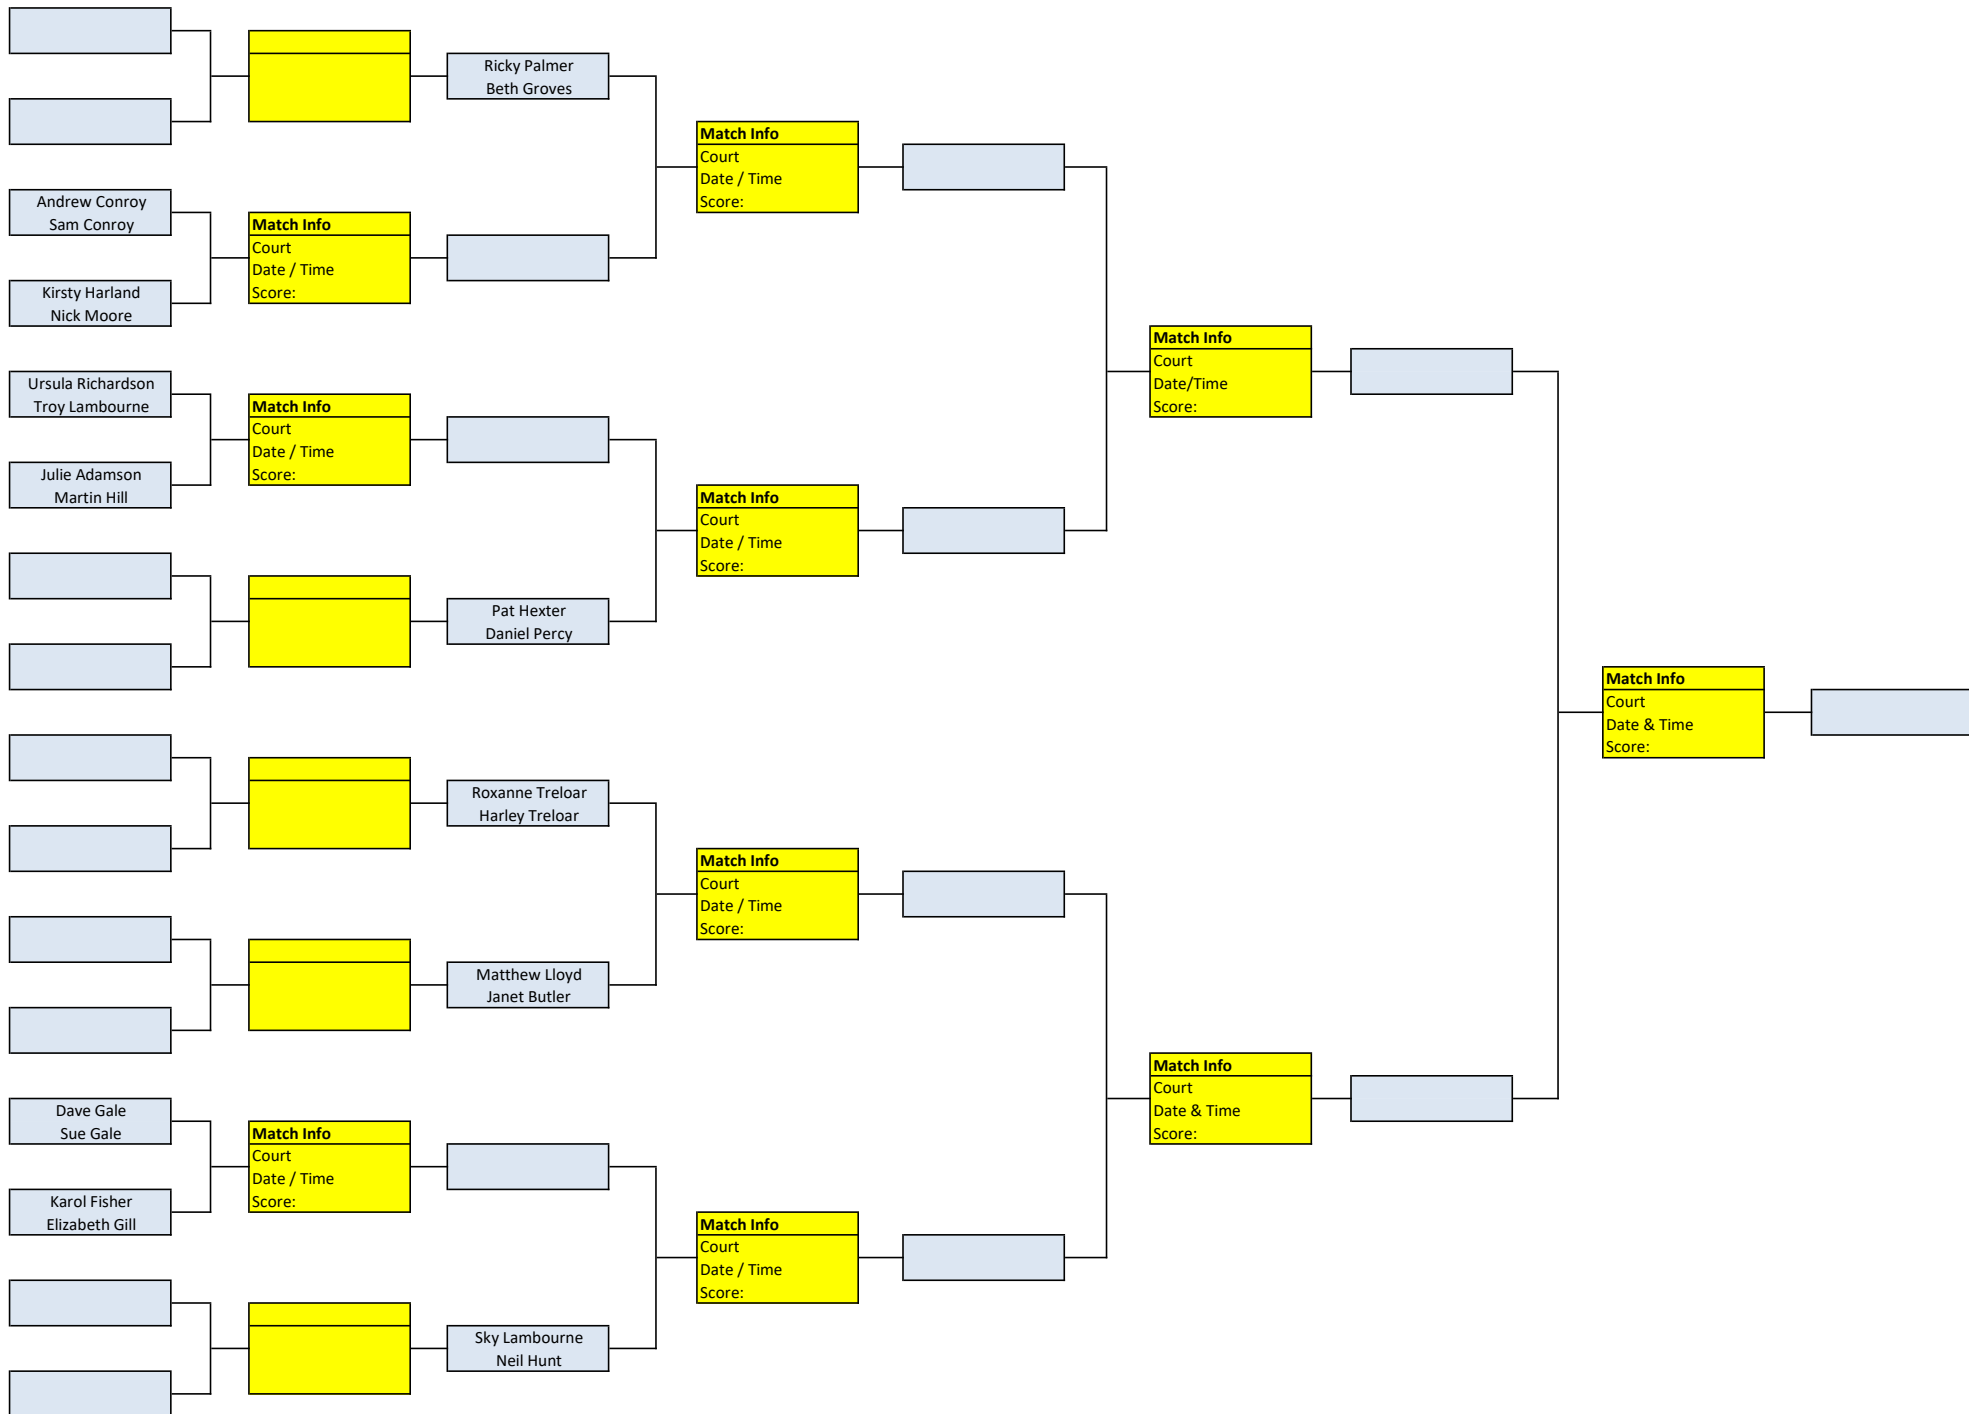 Ricky Palmer
Beth Groves
Match Info
Court
Date / Time
Score:
Andrew Conroy
Sam Conroy
Match Info
Court
Date / Time
Score:
Kirsty Harland
Nick Moore
Match Info
Court
Date/Time
Score:
Ursula Richardson
Troy Lambourne
Match Info
Court
Date / Time
Score:
Julie Adamson
Martin Hill
Match Info
Court
Date / Time
Score:
Pat Hexter
Daniel Percy
Match Info
Court
Date & Time
Score:
Roxanne Treloar
Harley Treloar
Match Info
Court
Date / Time
Score:
Matthew Lloyd
Janet Butler
Match Info
Court
Date & Time
Score:
Dave Gale
Sue Gale
Match Info
Court
Date / Time
Score:
Karol Fisher
Elizabeth Gill
Match Info
Court
Date / Time
Score:
Sky Lambourne
Neil Hunt